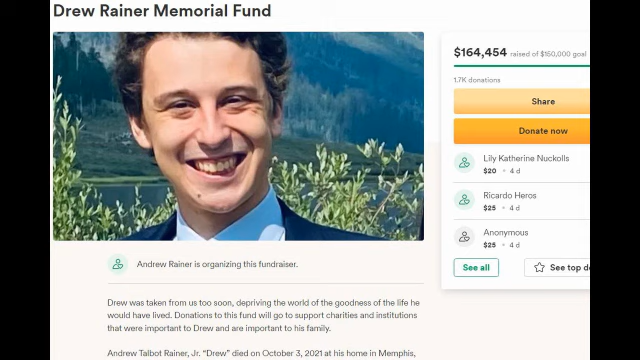 Drew Rainer Memorial Fund
$164,454 raised of $150,000 goal
1.7K donations
Share
Donate now
Lily Katherine Nuckolls
$20 • 4 d
Ricardo Heros
$25 • 4 d
Anonymous
$25 • 4 d
See all
See top do
Andrew Rainer is organizing this fundraiser.
Drew was taken from us too soon, depriving the world of the goodness of the life he
would have lived. Donations to this fund will go to support charities and institutions
that were important to Drew and are important to his family.
Andrew Talbot Rainer, Jr. "Drew" died on October 3, 2021 at his home in Memphis,